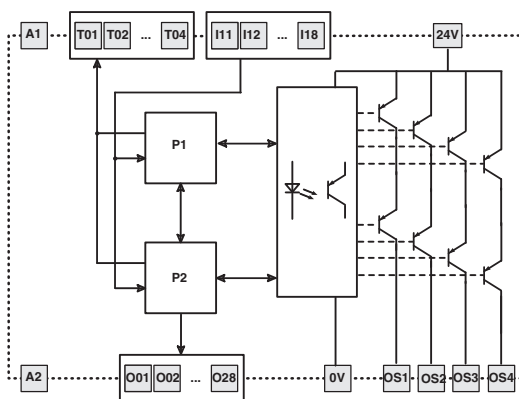 A1 T01 T02 ... T04 I11 I12 ... I18 24V
P1
P2
A2 O01 O02 ... O28 0V OS1 OS2 OS3 OS4